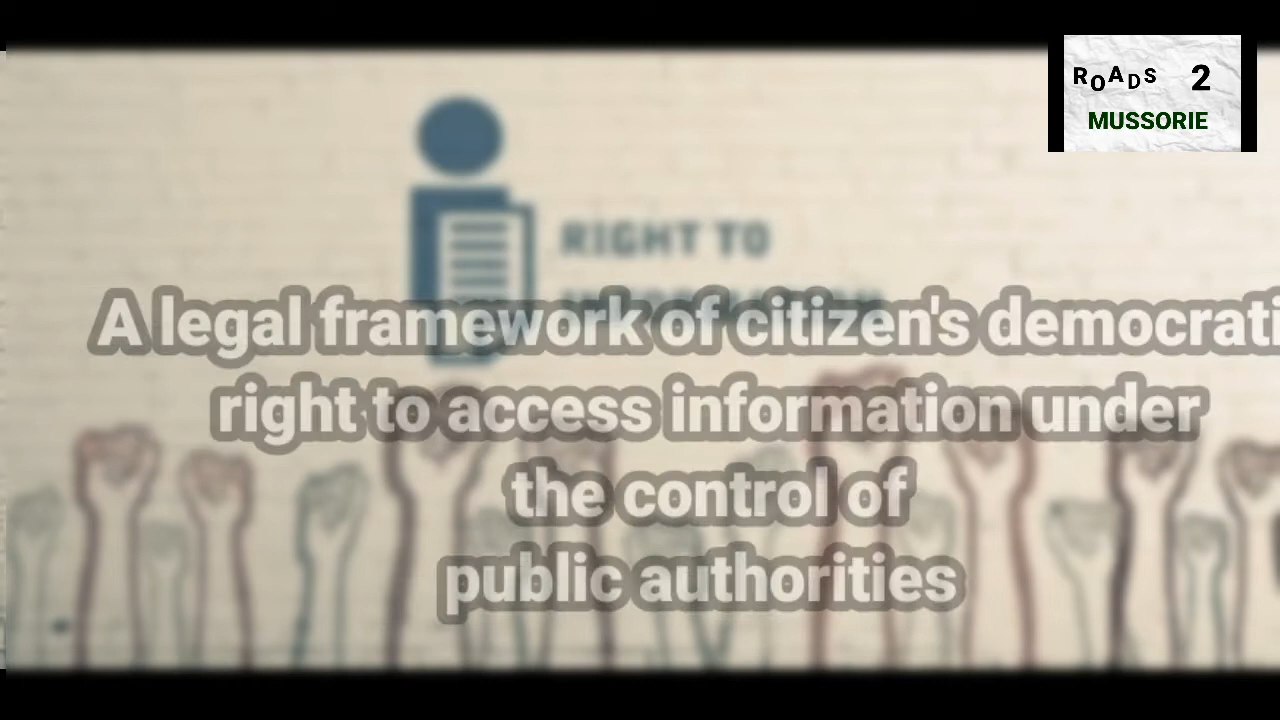 ROADS 2
MUSSORIE
RIGHT TO
A legal framework of citizen's democrati
right to access information under
the control of
public authorities